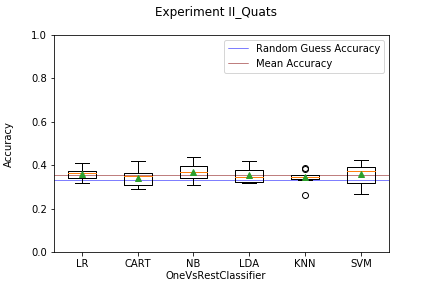 Experiment II_Quats
1.0
0.8
0.6
0.4
0.2
0.0
Accuracy
Random Guess Accuracy
Mean Accuracy
LR CART NB LDA KNN SVM
OneVsRestClassifier